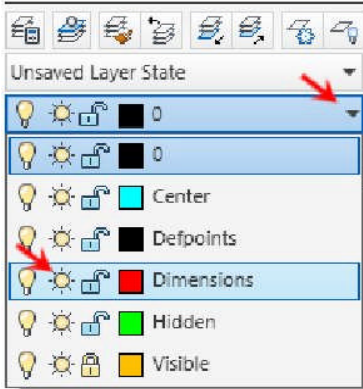 Unsaved Layer State
0
0
Center
Defpoints
Dimensions
Hidden
Visible